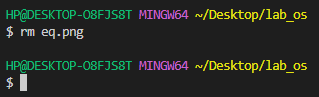 HP@DESKTOP-O8FJS8T MINGW64 ~/Desktop/lab_os
$ rm eq.png
HP@DESKTOP-O8FJS8T MINGW64 ~/Desktop/lab_os
$